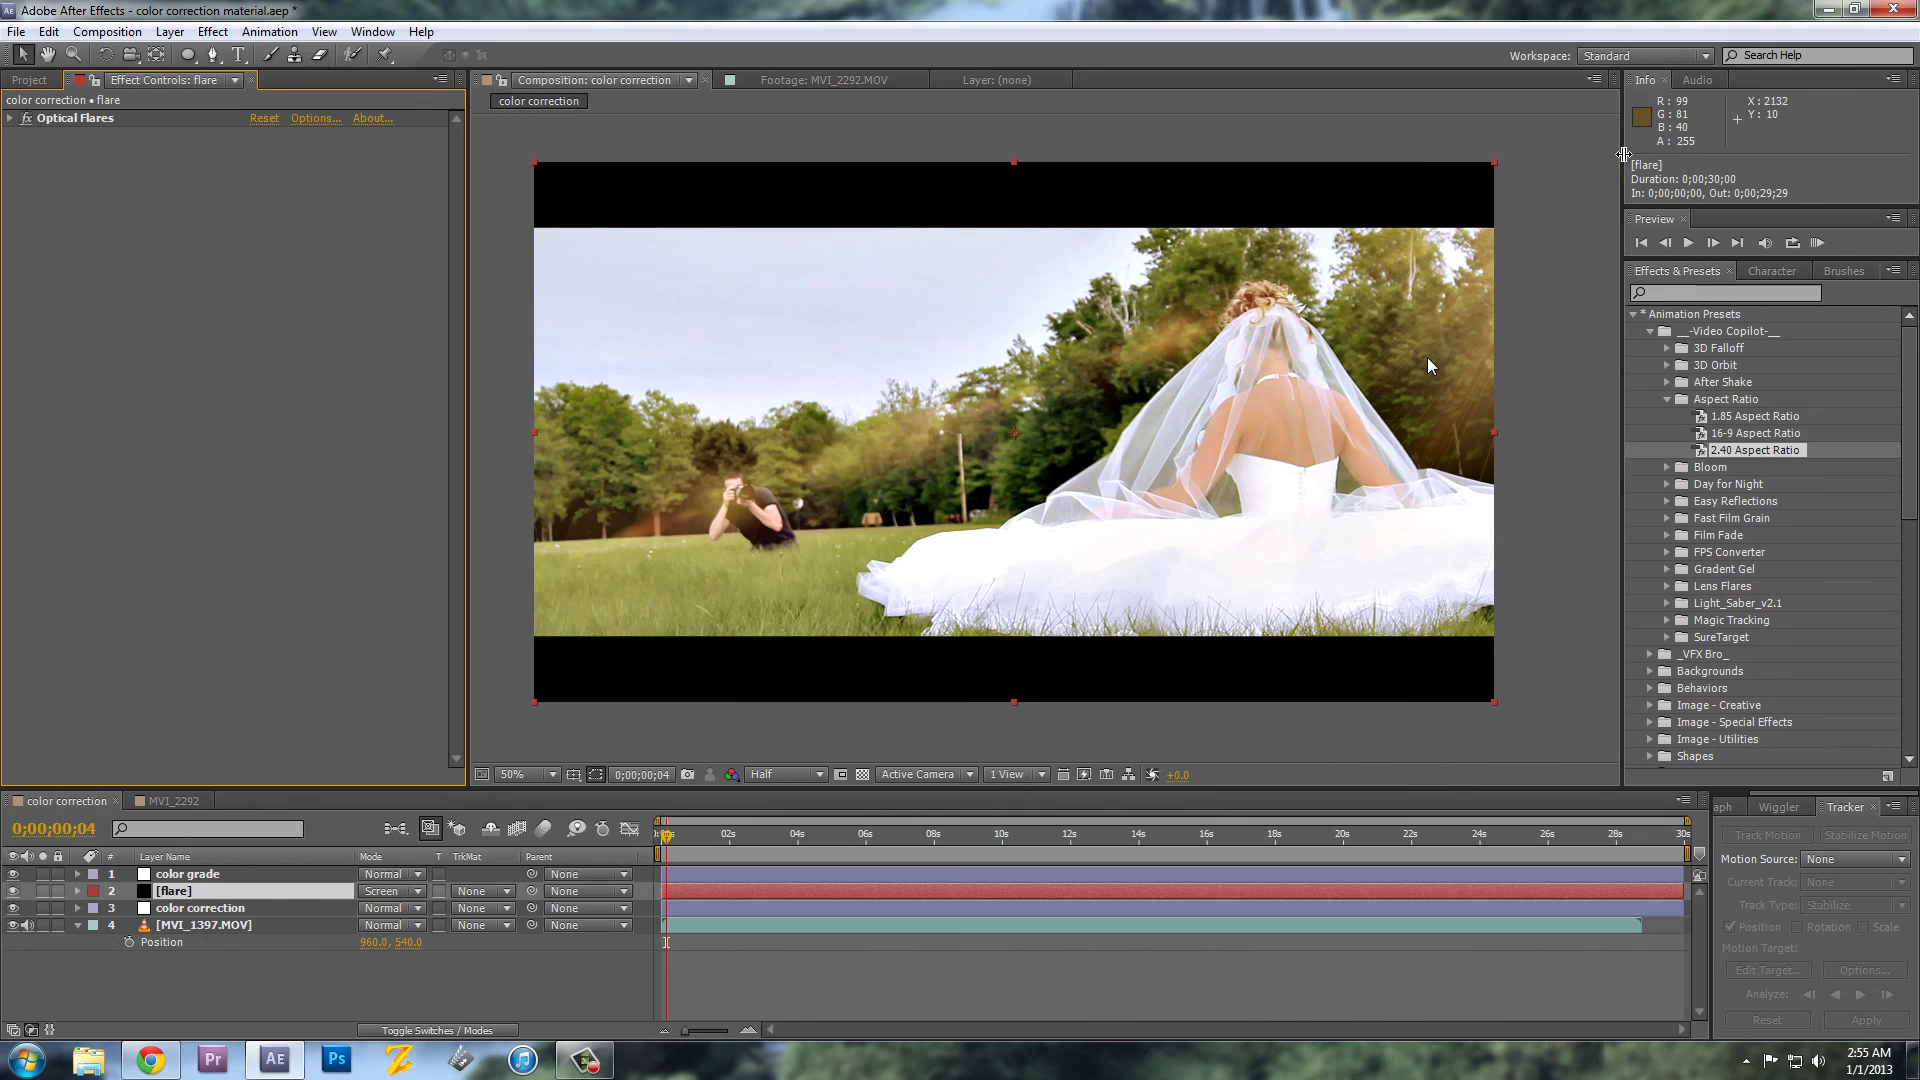 Adobe After Effects - color correction material.aep *
File Edit Composition Layer Effect Animation View Window Help
Workspace: Standard Search Help
Project Effect Controls: flare Composition: color correction Footage: MVI_2292.MOV Layer: (none) Info Audio
color correction • flare
color correction
Optical Flares Reset Options... About...
R: 99 X: 2132
G: 81 Y: 10
B: 40
A: 255
[flare]
Duration: 0;00;30;00
In: 0;00;00;00, Out: 0;00;29;29
Preview
Effects & Presets Character Brushes
* Animation Presets
__-Video Copilot-__
3D Falloff
3D Orbit
After Shake
Aspect Ratio
1.85 Aspect Ratio
16-9 Aspect Ratio
2.40 Aspect Ratio
Bloom
Day for Night
Easy Reflections
Fast Film Grain
Film Fade
FPS Converter
Gradent Gel
Lens Flares
Light_Saber_v2.1
Magic Tracking
SureTarget
_VFX Bro_
Backgrounds
Behaviors
Image - Creative
Image - Special Effects
Image - Utilities
Shapes
50% 0;00;00;04 Half Active Camera 1 View +0.0
color correction MVI_2292
0;00;00;04
02s 04s 06s 08s 10s 12s 14s 16s 18s 20s 22s 24s 26s 28s 30s
# Layer Name Mode T TrkMat Parent
1 color grade Normal None
2 [flare] Screen None None
3 color correction Normal None None
4 [MVI_1397.MOV] Normal None None
Position 960.0, 540.0
Toggle Switches / Modes
aph Wiggler Tracker
Track Motion Stabilize Motion
Motion Source: None
Current Track: None
Track Type: Stabilize
Position Rotation Scale
Motion Target:
Edit Target... Options...
Analyze:
Reset Apply
Pr Ae Ps
2:55 AM
1/1/2013